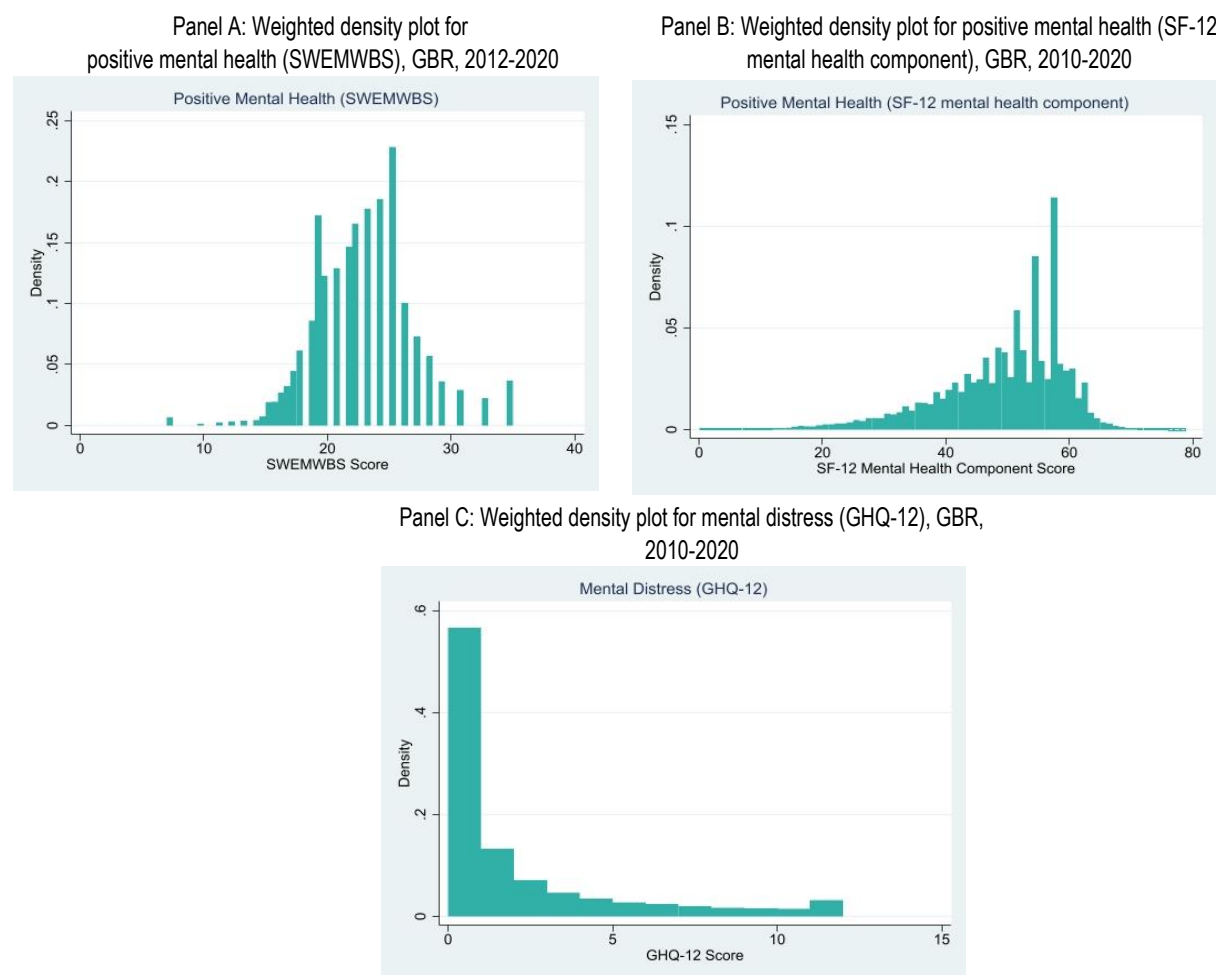 Panel A: Weighted density plot for
positive mental health (SWEMWBS), GBR, 2012-2020
Positive Mental Health (SWEMWBS)
.25
.2
.15
.1
.05
0
Density
0 10 20 30 40
SWEMWBS Score
Panel B: Weighted density plot for positive mental health (SF-12
mental health component), GBR, 2010-2020
Positive Mental Health (SF-12 mental health component)
.15
.1
.05
0
Density
0 20 40 60 80
SF-12 Mental Health Component Score
Panel C: Weighted density plot for mental distress (GHQ-12), GBR,
2010-2020
Mental Distress (GHQ-12)
.6
.4
.2
0
Density
0 5 10 15
GHQ-12 Score